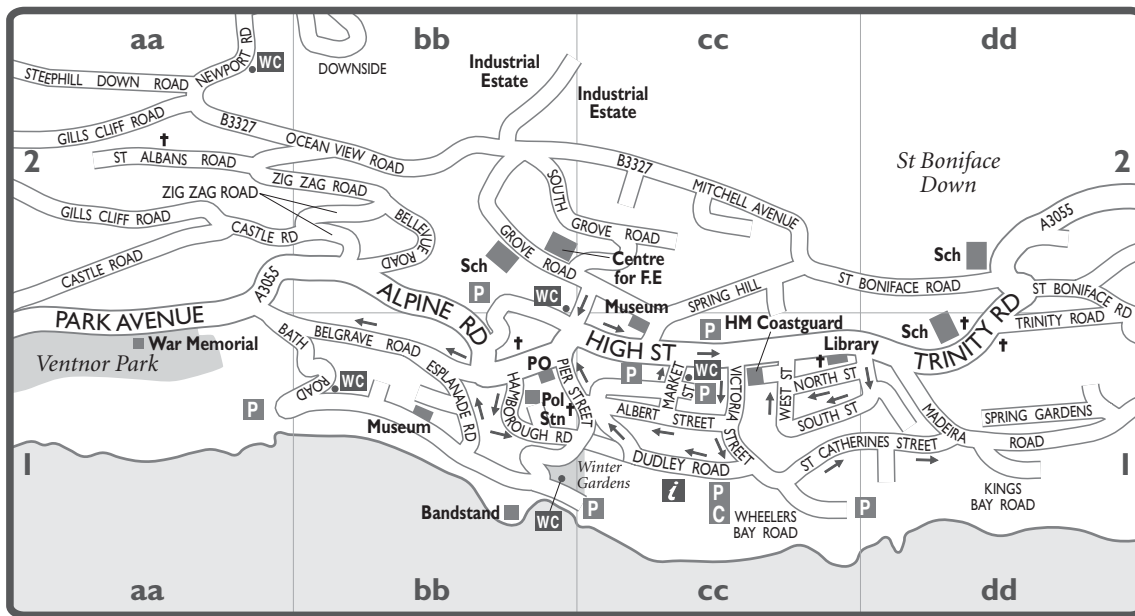 aa bb cc dd
STEEPHILL DOWN ROAD
NEWPORT RD
WC
DOWNSIDE
Industrial
Estate
Industrial
Estate
GILLS CLIFF ROAD
B3327
OCEAN VIEW ROAD
B3327
MITCHELL AVENUE
St Boniface
Down
2
2
ST ALBANS ROAD
ZIG ZAG ROAD
ZIG ZAG ROAD
SOUTH
GROVE ROAD
A3055
GILLS CLIFF ROAD
CASTLE RD
BELLEVUE
ROAD
GROVE ROAD
Centre
for F.E
Sch
Sch
CASTLE ROAD
A3055
ALPINE RD
P
WC
Museum
SPRING HILL
ST BONIFACE ROAD
ST BONIFACE RD
PARK AVENUE
War Memorial
Ventnor Park
BATH
ROAD
BELGRAVE ROAD
HIGH ST
P
HM Coastguard
Library
Sch
TRINITY RD
TRINITY ROAD
WC
ESPLANADE RD
HAMBOROUGH RD
PO
Pol
Stn
PIER STREET
P
MARKET
ST
WC
P
VICTORIA
STREET
WEST ST
NORTH ST
SOUTH ST
MADEIRA
ROAD
SPRING GARDENS
P
Museum
ALBERT
STREET
DUDLEY ROAD
ST CATHERINES STREET
1
1
Winter
Gardens
Bandstand
WC
P
i
P
C
WHEELERS
BAY ROAD
P
KINGS
BAY ROAD
aa bb cc dd